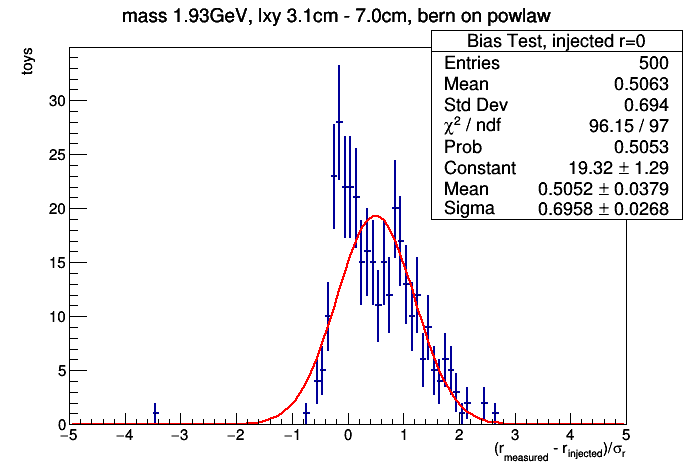 mass 1.93GeV, lxy 3.1cm - 7.0cm, bern on powlaw
Bias Test, injected r=0
Entries 500
Mean 0.5063
Std Dev 0.694
χ² / ndf 96.15 / 97
Prob 0.5053
Constant 19.32 ± 1.29
Mean 0.5052 ± 0.0379
Sigma 0.6958 ± 0.0268
toys
30
25
20
15
10
5
0
−5 −4 −3 −2 −1 0 1 2 3 4 5
(r_measured - r_injected)/σ_r